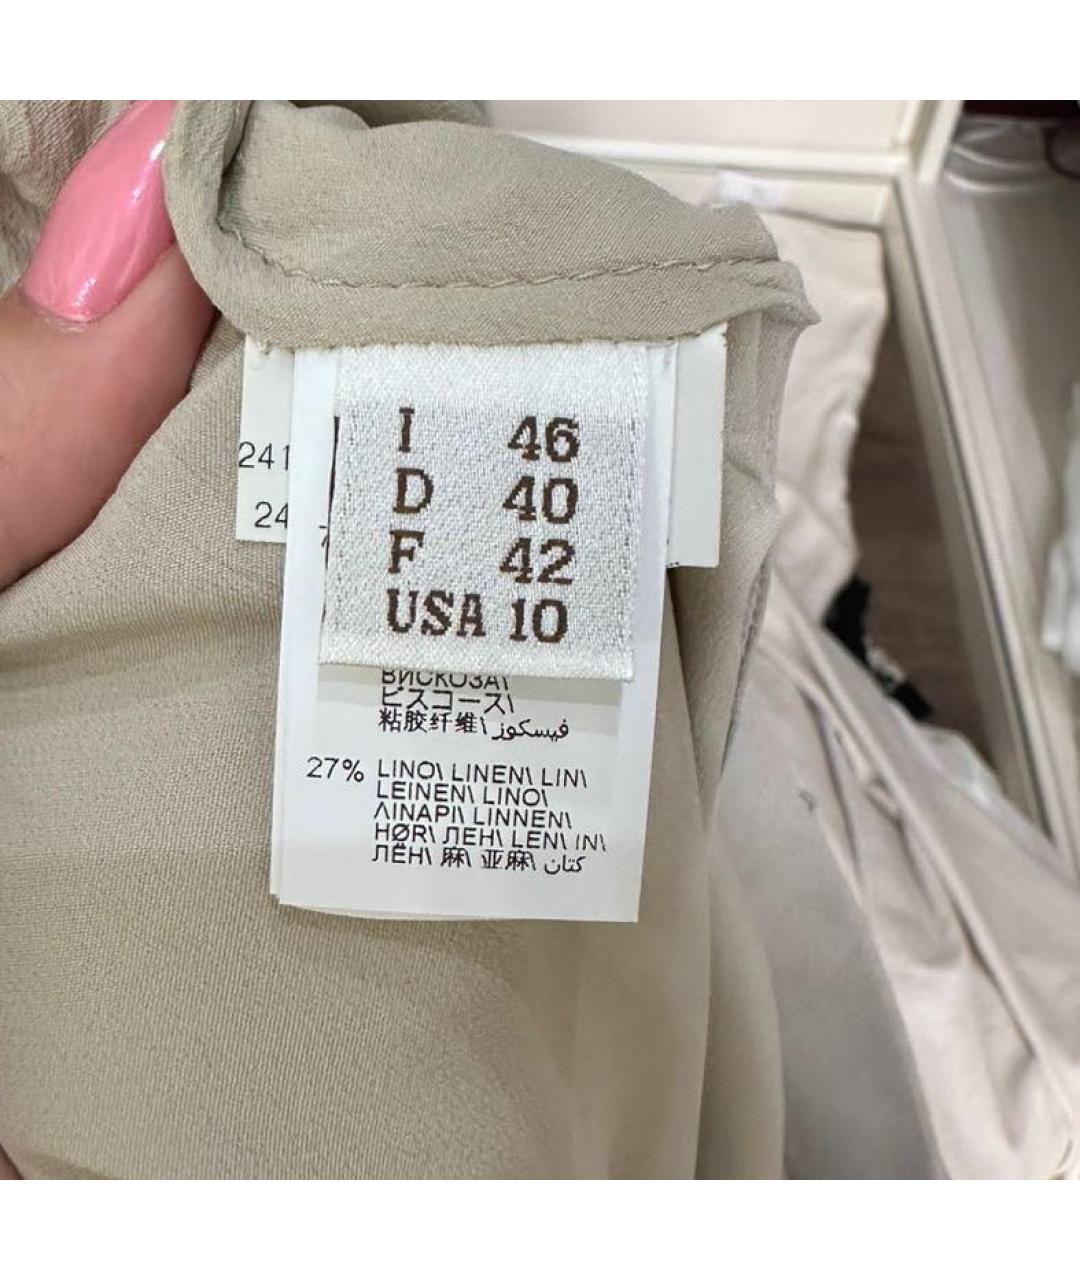 I 46
D 40
F 42
USA 10
241
24
ВИСКОЗА\
ビスコース\
粘胶纤维\ فيسكوز
27% LINO\ LINEN\ LIN\
LEINEN\ LINO\
ΛΙΝΑΡΙ\ LINNEN\
HØR\ ЛЕН\ LEN\ IN\
ЛЁН\ 麻\ 亚麻\ كتان